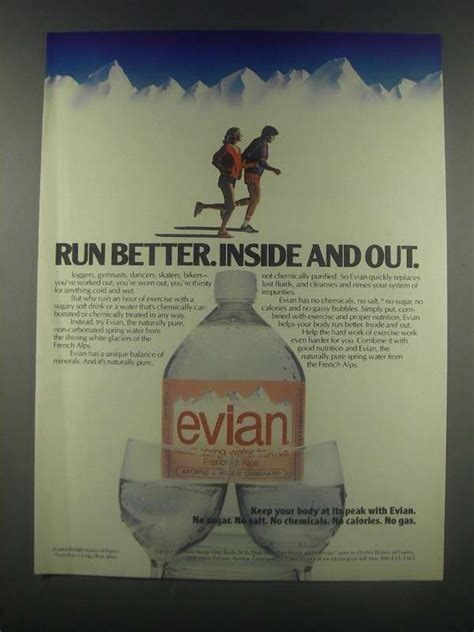 RUN BETTER. INSIDE AND OUT.
Joggers, gymnasts, dancers, skaters, bikers–
you've worked out, you're worn out, you're thirsty
for anything cold and wet.
But why ruin an hour of exercise with a
sugary soft drink or a water that's chemically car-
bonated or chemically treated in any way.
Instead, try Evian, the naturally pure,
non-carbonated spring water from
the shining white glaciers of the
French Alps.
Evian has a unique balance of
minerals. And it's naturally pure,
not chemically purified. So Evian quickly replaces
lost fluids, and cleanses and rinses your system of
impurities.
Evian has no chemicals, no salt,* no sugar, no
calories and no gassy bubbles. Simply put, com-
bined with exercise and proper nutrition, Evian
helps your body run better. Inside and out.
Help the hard work of exercise work
even harder for you. Combine it with
good nutrition and Evian, the
naturally pure spring water from
the French Alps.
evian
spring water from
French Alps
Keep your body at its peak with Evian.
No sugar. No salt. No chemicals. No calories. No gas.